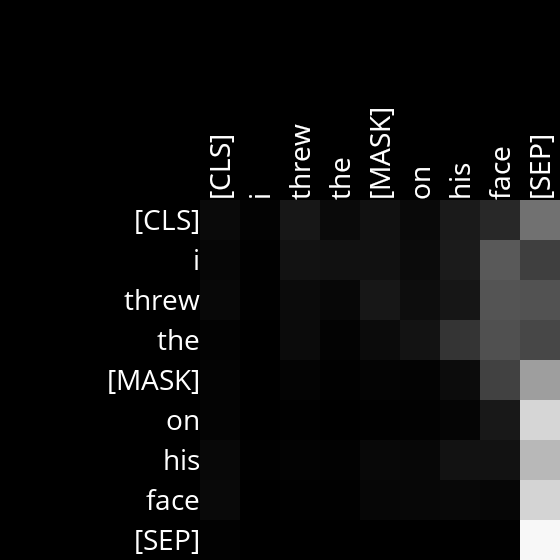 [CLS] i threw the [MASK] on his face [SEP]
[CLS]
i
threw
the
[MASK]
on
his
face
[SEP]